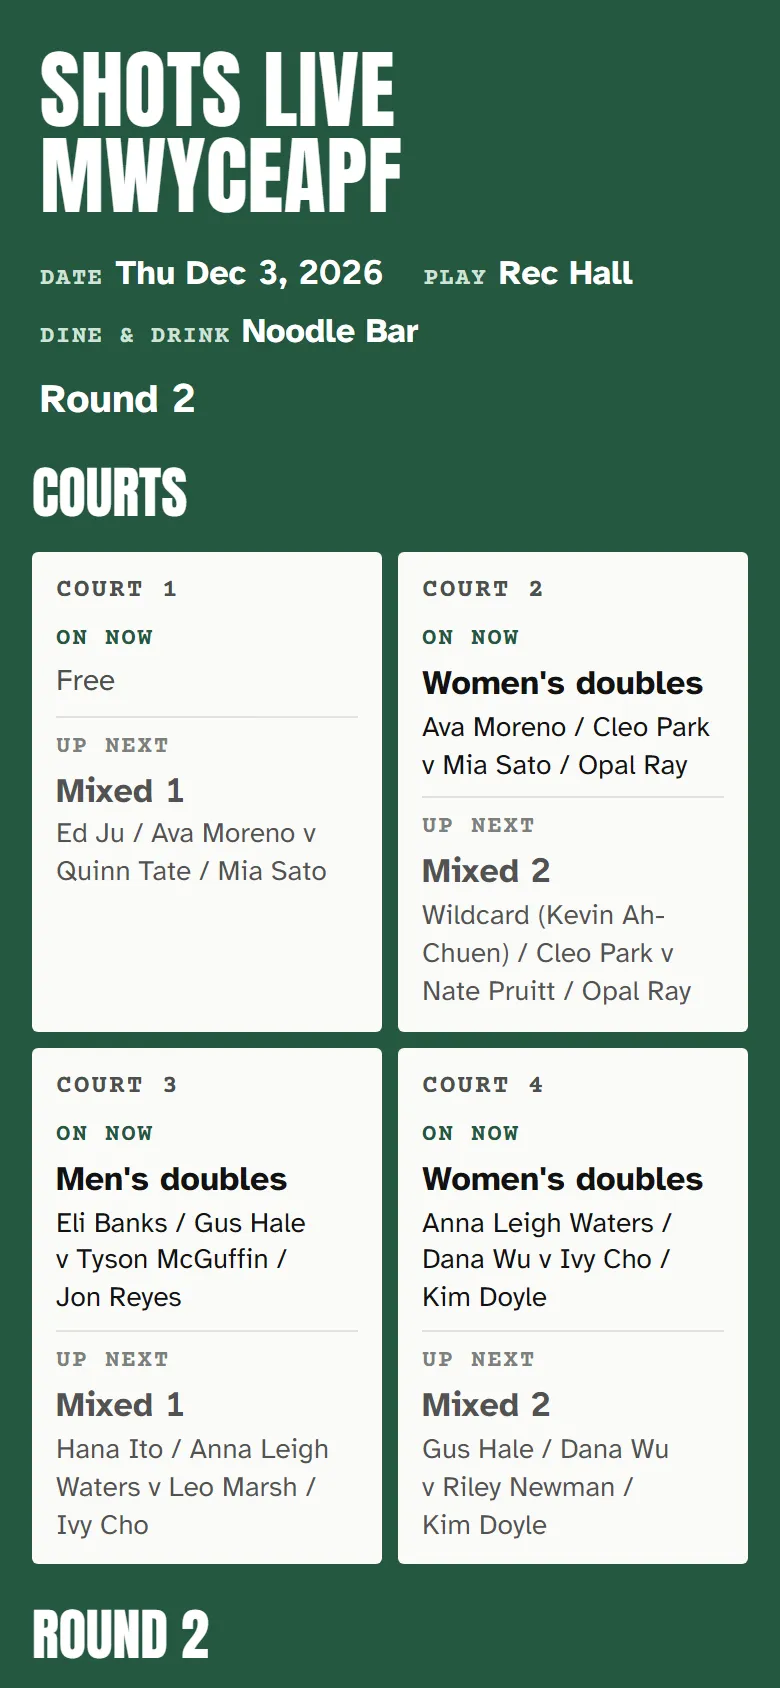 SHOTS LIVE
MWYCEAPF
DATE Thu Dec 3, 2026 PLAY Rec Hall
DINE & DRINK Noodle Bar
Round 2
COURTS
COURT 1
ON NOW
Free
UP NEXT
Mixed 1
Ed Ju / Ava Moreno v
Quinn Tate / Mia Sato
COURT 2
ON NOW
Women's doubles
Ava Moreno / Cleo Park
v Mia Sato / Opal Ray
UP NEXT
Mixed 2
Wildcard (Kevin Ah-
Chuen) / Cleo Park v
Nate Pruitt / Opal Ray
COURT 3
ON NOW
Men's doubles
Eli Banks / Gus Hale
v Tyson McGuffin /
Jon Reyes
UP NEXT
Mixed 1
Hana Ito / Anna Leigh
Waters v Leo Marsh /
Ivy Cho
COURT 4
ON NOW
Women's doubles
Anna Leigh Waters /
Dana Wu v Ivy Cho /
Kim Doyle
UP NEXT
Mixed 2
Gus Hale / Dana Wu
v Riley Newman /
Kim Doyle
ROUND 2